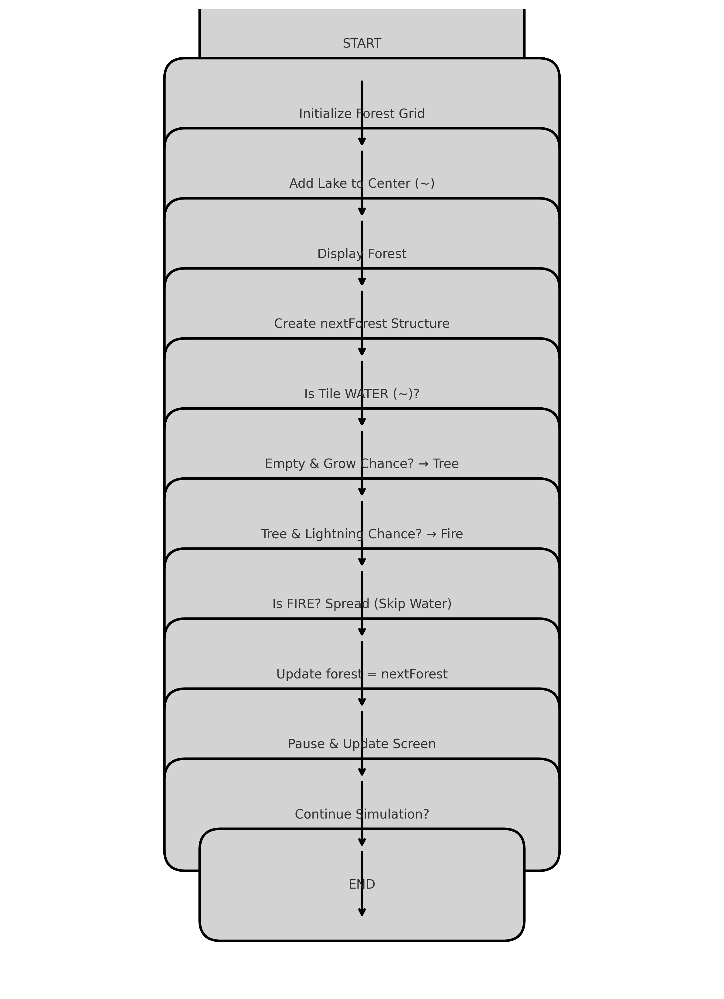 START
Initialize Forest Grid
Add Lake to Center (~)
Display Forest
Create nextForest Structure
Is Tile WATER (~)?
Empty & Grow Chance? → Tree
Tree & Lightning Chance? → Fire
Is FIRE? Spread (Skip Water)
Update forest = nextForest
Pause & Update Screen
Continue Simulation?
END